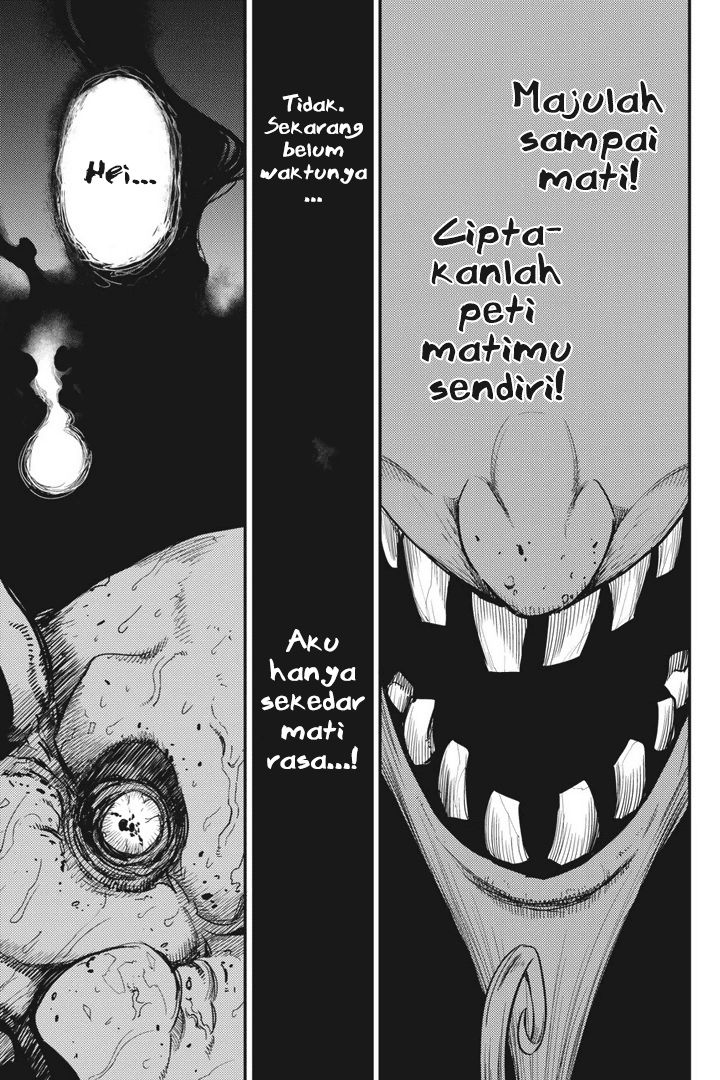 Majulah
sampai
mati!
Cipta-
kanlah
peti
matimu
sendiri!
Tidak.
Sekarang
belum
waktunya
...
Aku
hanya
sekedar
mati
rasa...!
Hei...